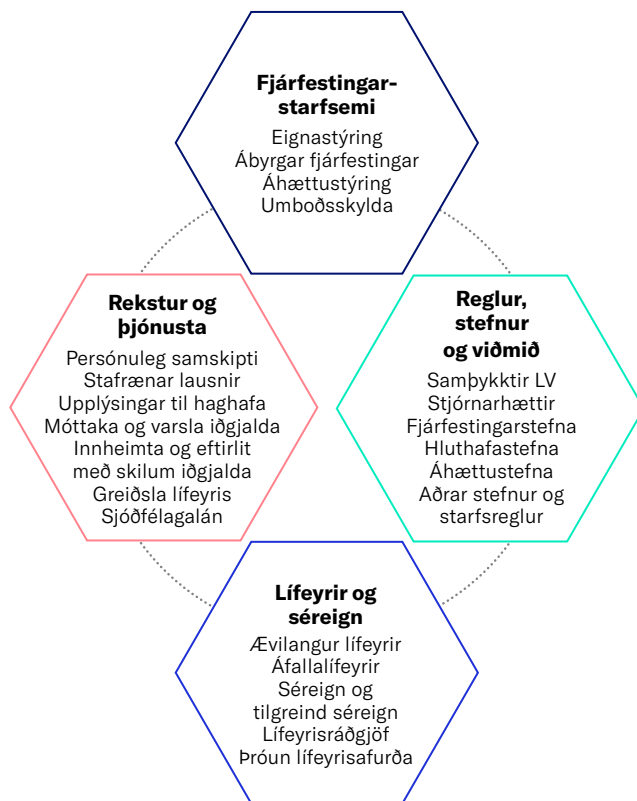 Fjárfestingar-
starfsemi
Eignastýring
Ábyrgar fjárfestingar
Áhættustýring
Umboðsskylda
Rekstur og
þjónusta
Persónuleg samskipti
Stafrænar lausnir
Upplýsingar til haghafa
Móttaka og varsla iðgjalda
Innheimta og eftirlit
með skilum iðgjalda
Greiðsla lífeyris
Sjóðfélagalán
Reglur,
stefnur
og viðmið
Samþykktir LV
Stjórnarhættir
Fjárfestingarstefna
Hluthafastefna
Áhættustefna
Aðrar stefnur og
starfsreglur
Lífeyrir og
séreign
Ævilangur lífeyrir
Áfallalífeyrir
Séreign og
tilgreind séreign
Lífeyrisráðgjöf
Þróun lífeyrisafurða